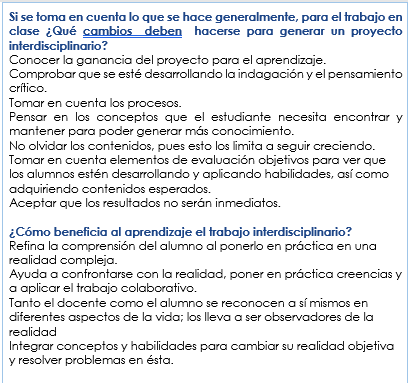 Si se toma en cuenta lo que se hace generalmente, para el trabajo en
clase ¿Qué cambios deben hacerse para generar un proyecto
interdisciplinario?
Conocer la ganancia del proyecto para el aprendizaje.
Comprobar que se esté desarrollando la indagación y el pensamiento
crítico.
Tomar en cuenta los procesos.
Pensar en los conceptos que el estudiante necesita encontrar y
mantener para poder generar más conocimiento.
No olvidar los contenidos, pues esto los limita a seguir creciendo.
Tomar en cuenta elementos de evaluación objetivos para ver que
los alumnos estén desarrollando y aplicando habilidades, así como
adquiriendo contenidos esperados.
Aceptar que los resultados no serán inmediatos.
¿Cómo beneficia al aprendizaje el trabajo interdisciplinario?
Refina la comprensión del alumno al ponerlo en práctica en una
realidad compleja.
Ayuda a confrontarse con la realidad, poner en práctica creencias y
a aplicar el trabajo colaborativo.
Tanto el docente como el alumno se reconocen a sí mismos en
diferentes aspectos de la vida; los lleva a ser observadores de la
realidad
Integrar conceptos y habilidades para cambiar su realidad objetiva
y resolver problemas en ésta.